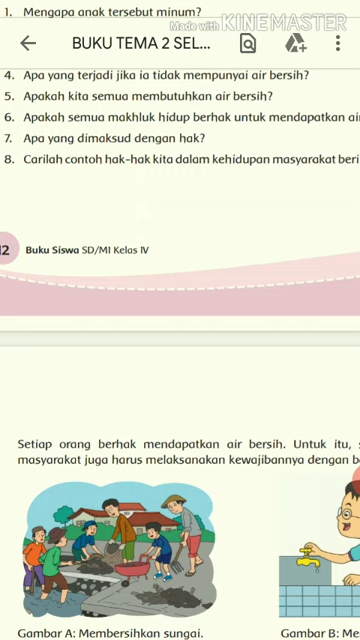 1. Mengapa anak tersebut minum?
Made with KINEMASTER
BUKU TEMA 2 SEL...
4. Apa yang terjadi jika ia tidak mempunyai air bersih?
5. Apakah kita semua membutuhkan air bersih?
6. Apakah semua makhluk hidup berhak untuk mendapatkan ai
7. Apa yang dimaksud dengan hak?
8. Carilah contoh hak-hak kita dalam kehidupan masyarakat beri
12 Buku Siswa SD/MI Kelas IV
Setiap orang berhak mendapatkan air bersih. Untuk itu, s
masyarakat juga harus melaksanakan kewajibannya dengan b
Gambar A: Membersihkan sungai.
Gambar B: Me